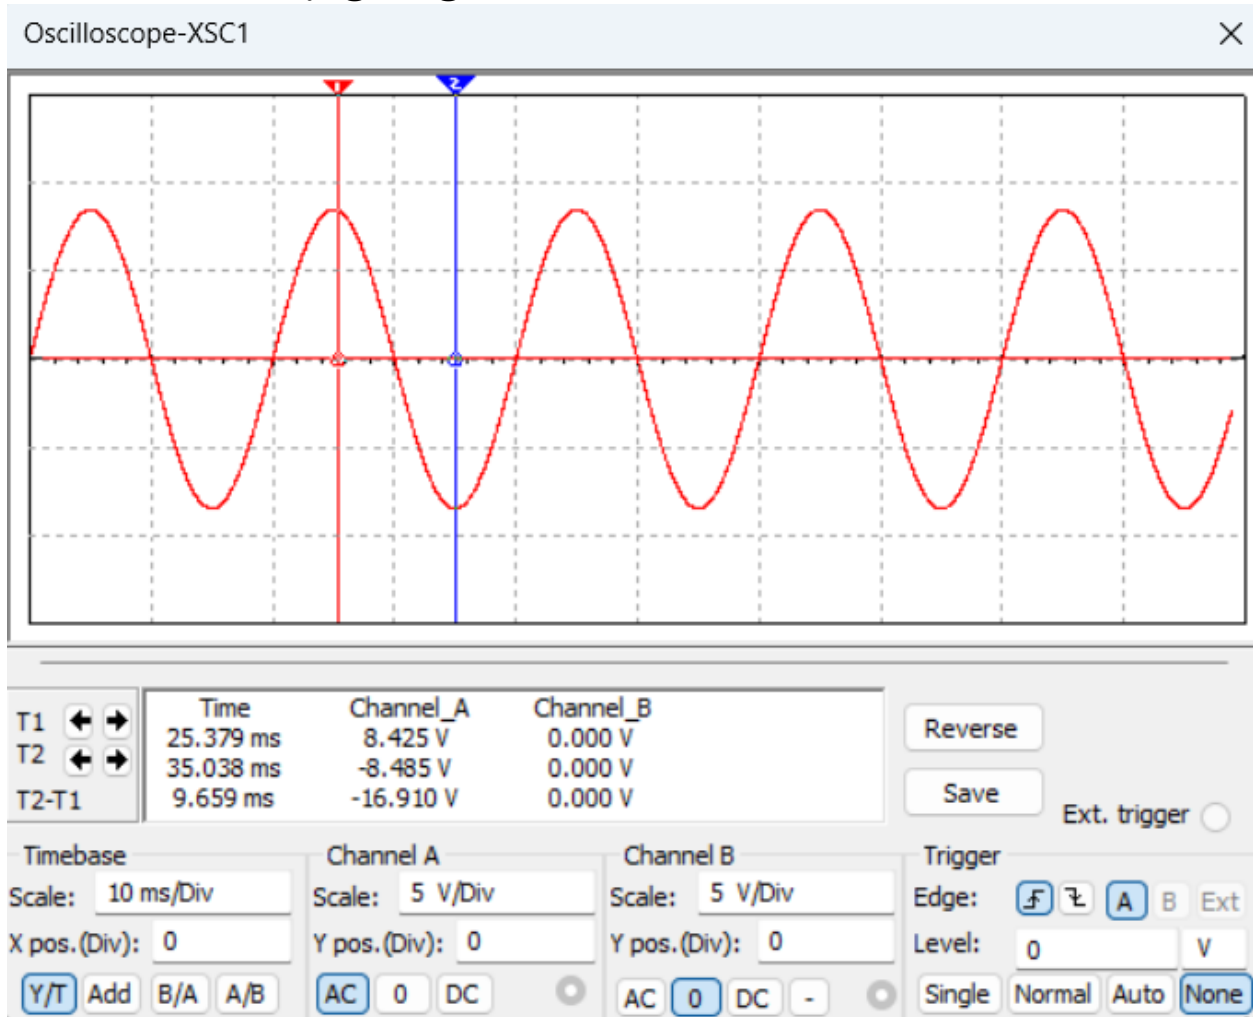 Oscilloscope-XSC1
1 2
Time Channel_A Channel_B
T1 25.379 ms 8.425 V 0.000 V
T2 35.038 ms -8.485 V 0.000 V
T2-T1 9.659 ms -16.910 V 0.000 V
Reverse
Save
Ext. trigger
Timebase Channel A Channel B Trigger
Scale: 10 ms/Div Scale: 5 V/Div Scale: 5 V/Div Edge: A B Ext
X pos.(Div): 0 Y pos.(Div): 0 Y pos.(Div): 0 Level: 0 V
Y/T Add B/A A/B AC 0 DC AC 0 DC - Single Normal Auto None